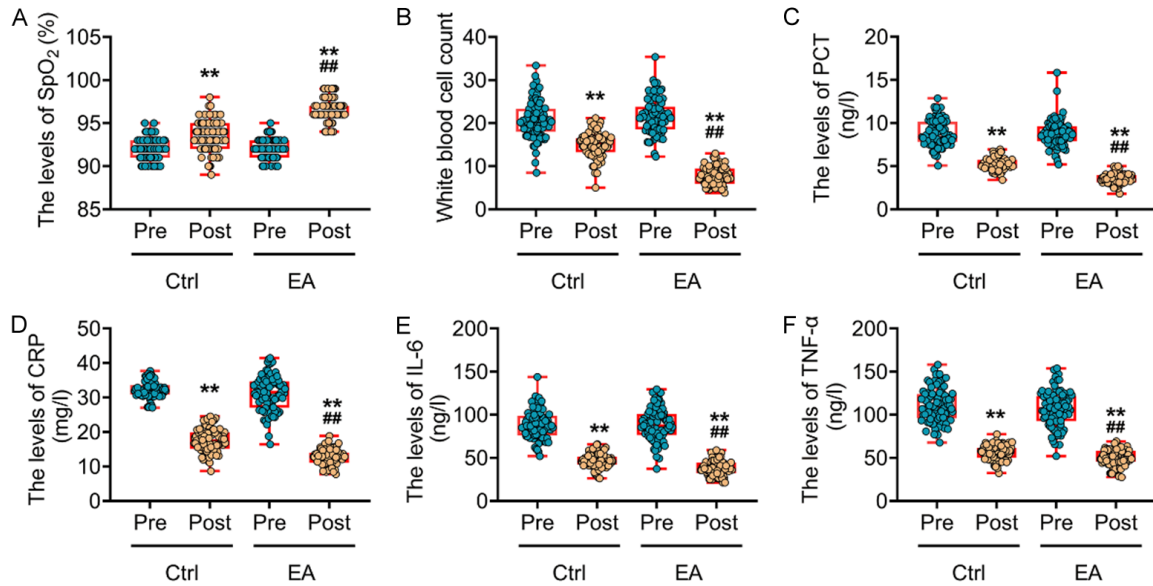 A
The levels of SpO2 (%)
105
100
95
90
85
**
**
##
Pre Post Pre Post
Ctrl EA
B
White blood cell count
40
30
20
10
0
**
**
##
Pre Post Pre Post
Ctrl EA
C
The levels of PCT
(ng/l)
20
15
10
5
0
**
**
##
Pre Post Pre Post
Ctrl EA
D
The levels of CRP
(mg/l)
50
40
30
20
10
0
**
**
##
Pre Post Pre Post
Ctrl EA
E
The levels of IL-6
(ng/l)
200
150
100
50
0
**
**
##
Pre Post Pre Post
Ctrl EA
F
The levels of TNF-α
(ng/l)
200
150
100
50
0
**
**
##
Pre Post Pre Post
Ctrl EA